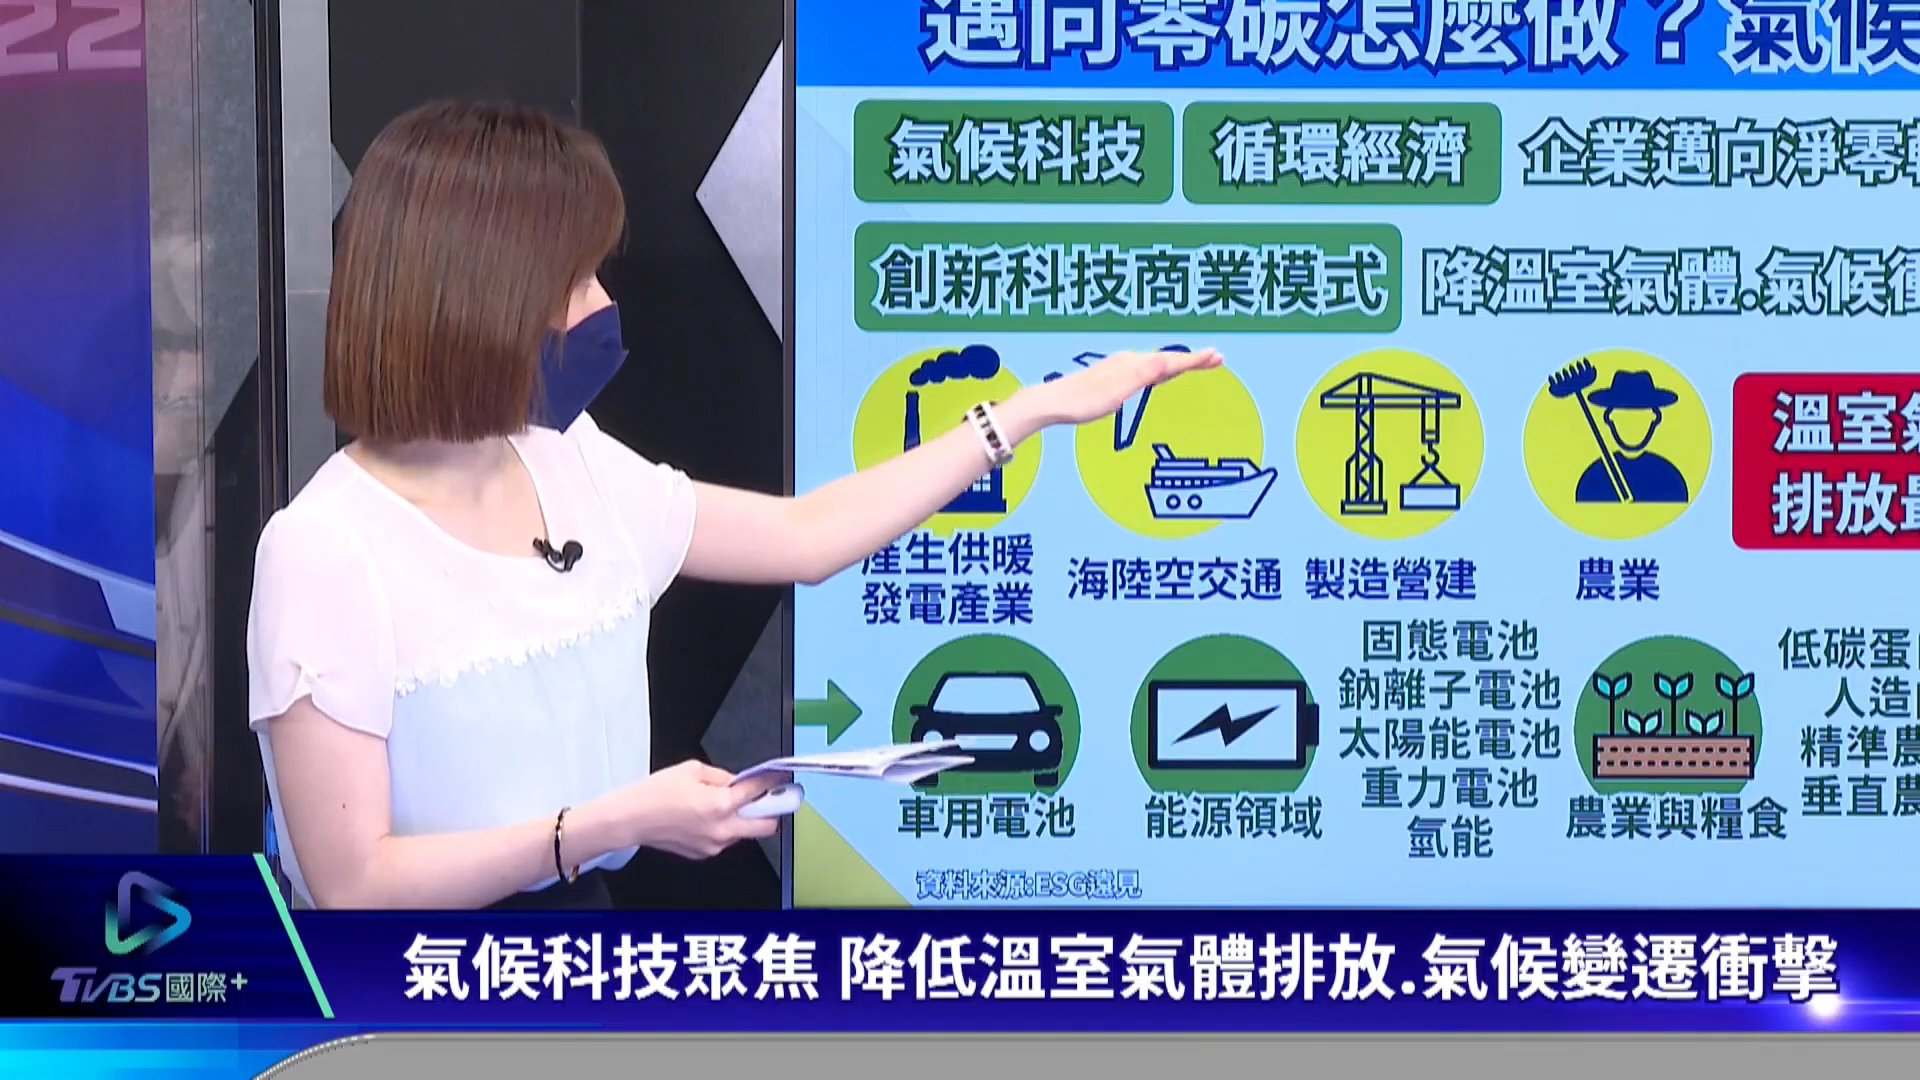 22
邁向零碳怎麼做？氣候
氣候科技 循環經濟 企業邁向淨零
創新科技商業模式 降溫室氣體.氣候衝
產生供暖
發電產業
海陸空交通
製造營建
農業
溫室氣
排放最
車用電池
能源領域
固態電池
鈉離子電池
太陽能電池
重力電池
氫能
農業與糧食
低碳蛋白
人造肉
精準農
垂直農
資料來源:ESG遠見
TVBS國際+
氣候科技聚焦 降低溫室氣體排放.氣候變遷衝擊